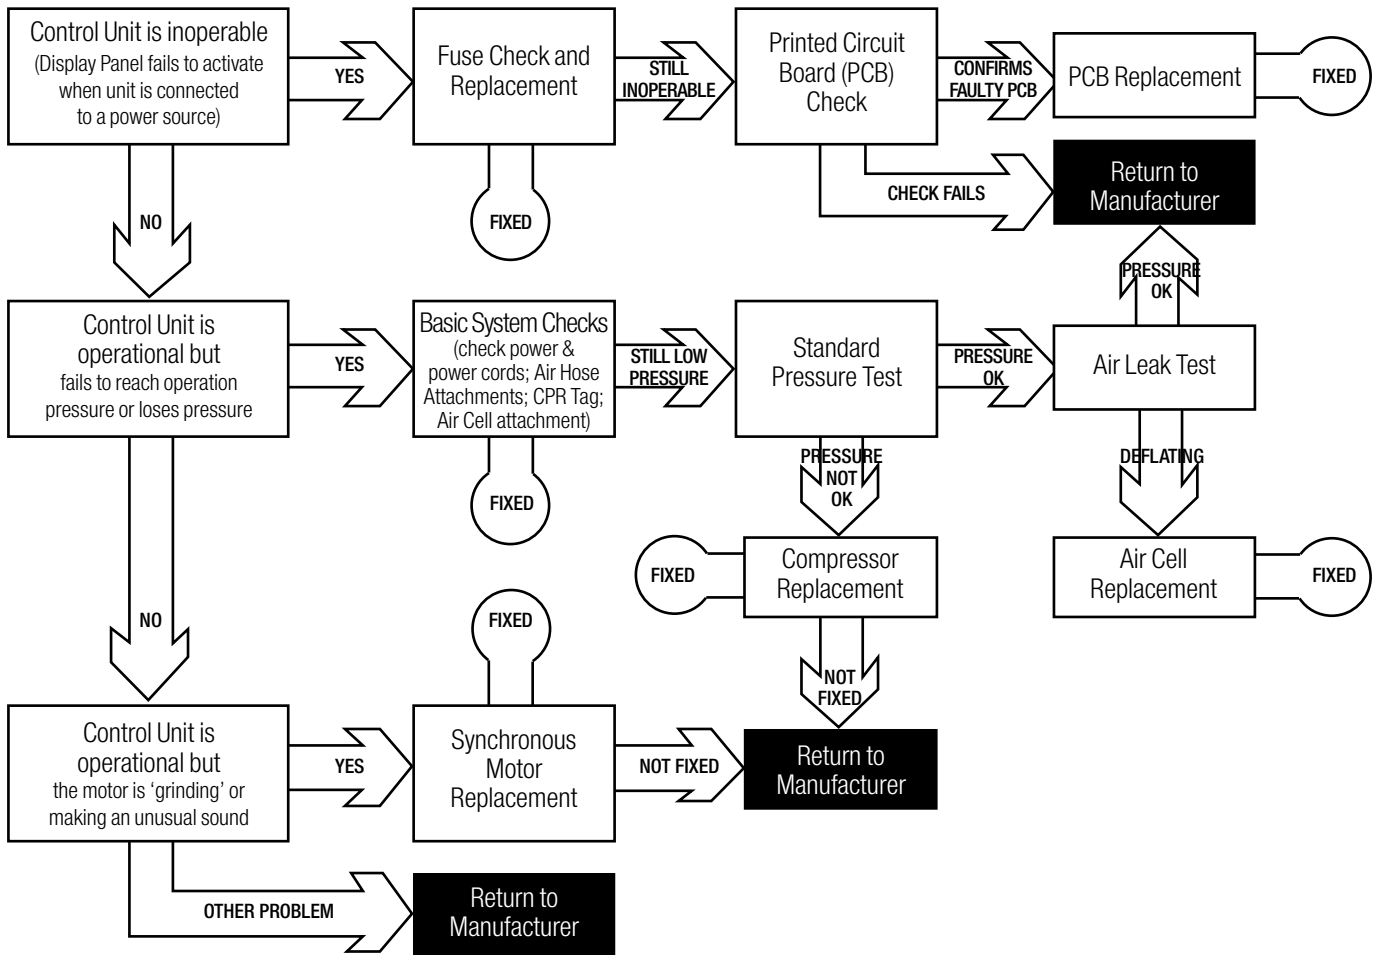 Control Unit is inoperable
(Display Panel fails to activate
when unit is connected
to a power source)
YES
Fuse Check and
Replacement
STILL
INOPERABLE
Printed Circuit
Board (PCB)
Check
CONFIRMS
FAULTY PCB
PCB Replacement
FIXED
NO
FIXED
CHECK FAILS
Return to
Manufacturer
PRESSURE
OK
Control Unit is
operational but
fails to reach operation
pressure or loses pressure
YES
Basic System Checks
(check power &
power cords; Air Hose
Attachments; CPR Tag;
Air Cell attachment)
STILL LOW
PRESSURE
Standard
Pressure Test
PRESSURE
OK
Air Leak Test
FIXED
PRESSURE
NOT
OK
DEFLATING
FIXED
Compressor
Replacement
Air Cell
Replacement
FIXED
NO
FIXED
NOT
FIXED
Control Unit is
operational but
the motor is ‘grinding’ or
making an unusual sound
YES
Synchronous
Motor
Replacement
NOT FIXED
Return to
Manufacturer
OTHER PROBLEM
Return to
Manufacturer